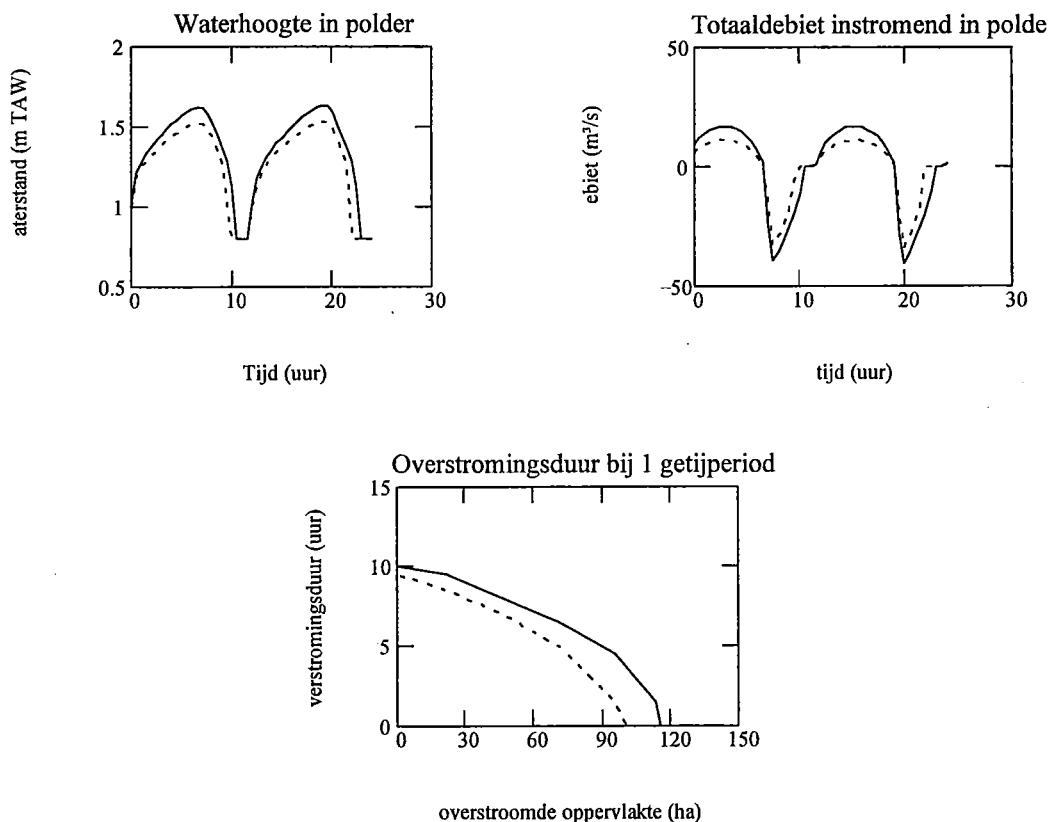 Waterhoogte in polder
aterstand (m TAW)
2
1.5
1
0.5
0
10
20
30
Tijd (uur)
Totaaldebiet instromend in polde
ebiet (m³/s)
50
0
-50
0
10
20
30
tijd (uur)
Overstromingsduur bij 1 getijperiod
verstromingsduur (uur)
15
10
5
0
0
30
60
90
120
150
overstroomde oppervlakte (ha)